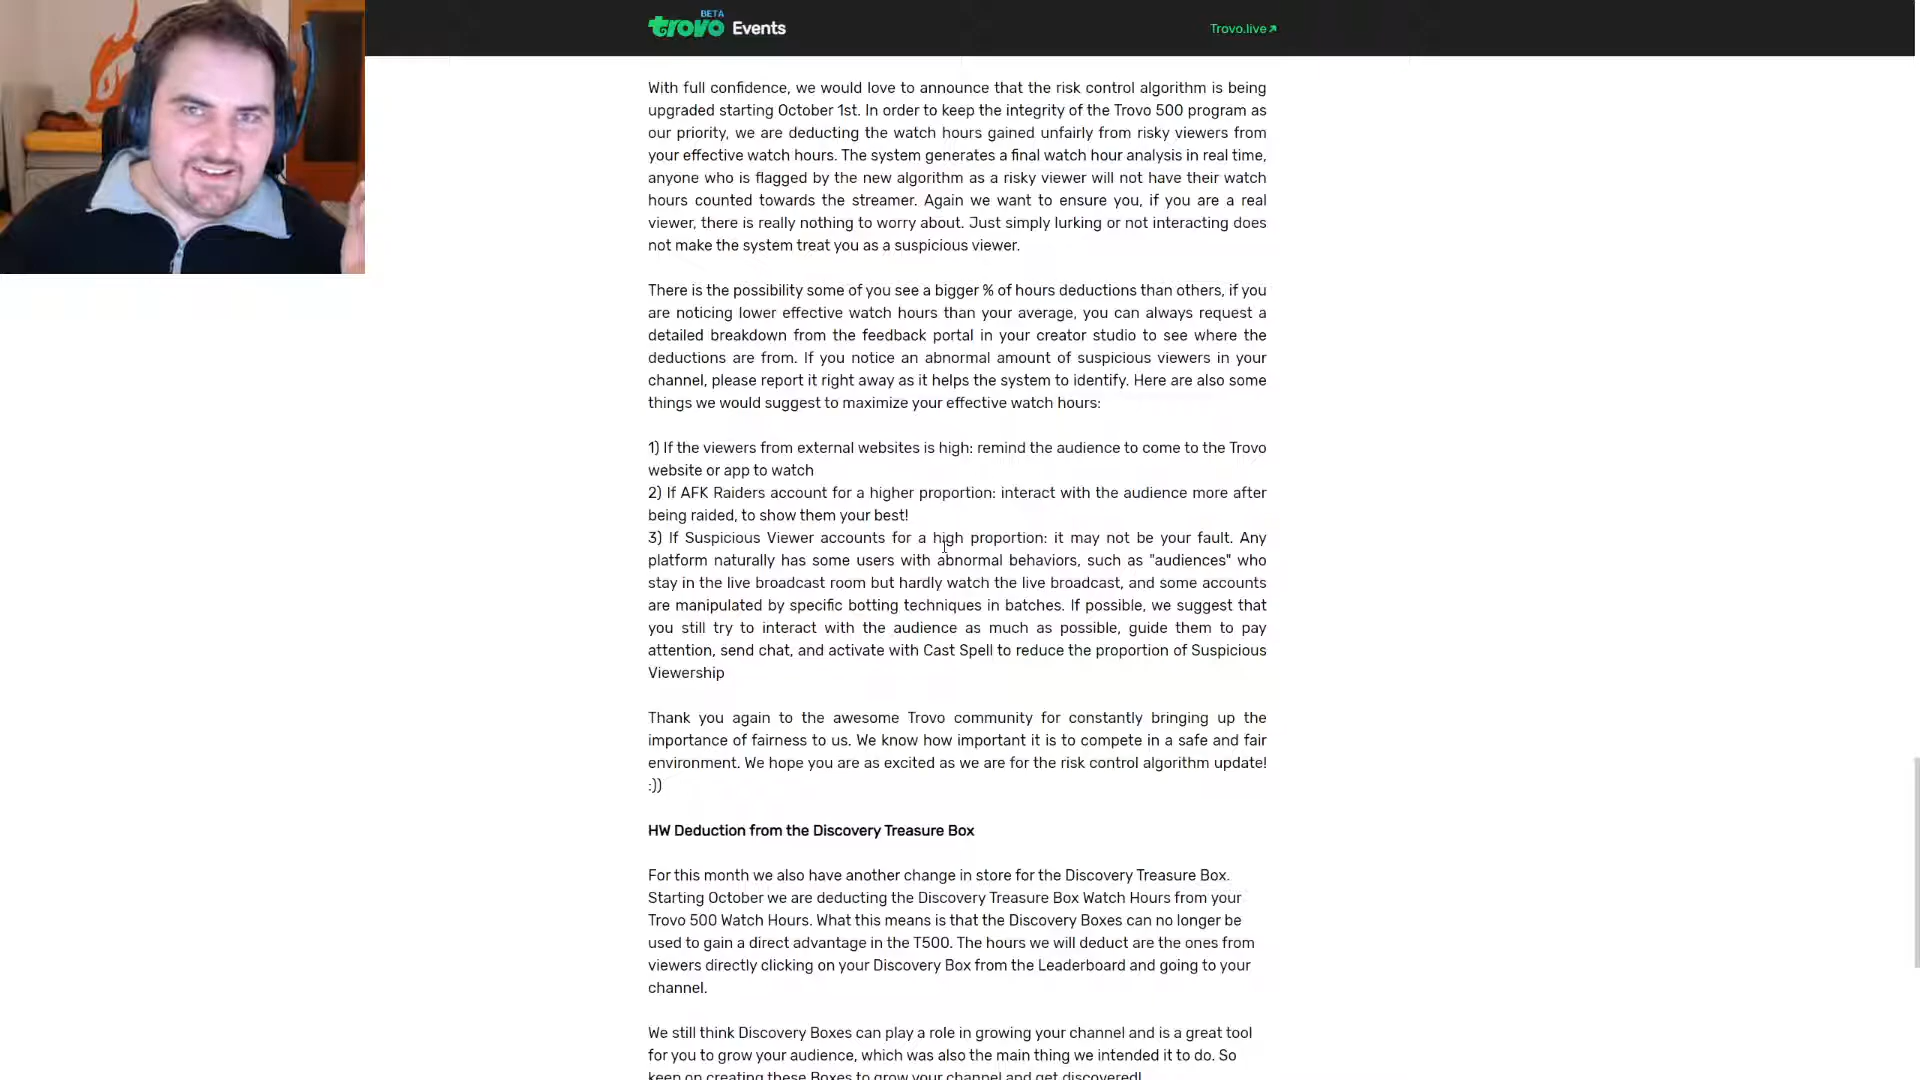 BETA
trovo Events
Trovo.live
With full confidence, we would love to announce that the risk control algorithm is being
upgraded starting October 1st. In order to keep the integrity of the Trovo 500 program as
our priority, we are deducting the watch hours gained unfairly from risky viewers from
your effective watch hours. The system generates a final watch hour analysis in real time,
anyone who is flagged by the new algorithm as a risky viewer will not have their watch
hours counted towards the streamer. Again we want to ensure you, if you are a real
viewer, there is really nothing to worry about. Just simply lurking or not interacting does
not make the system treat you as a suspicious viewer.
There is the possibility some of you see a bigger % of hours deductions than others, if you
are noticing lower effective watch hours than your average, you can always request a
detailed breakdown from the feedback portal in your creator studio to see where the
deductions are from. If you notice an abnormal amount of suspicious viewers in your
channel, please report it right away as it helps the system to identify. Here are also some
things we would suggest to maximize your effective watch hours:
1) If the viewers from external websites is high: remind the audience to come to the Trovo
website or app to watch
2) If AFK Raiders account for a higher proportion: interact with the audience more after
being raided, to show them your best!
3) If Suspicious Viewer accounts for a high proportion: it may not be your fault. Any
platform naturally has some users with abnormal behaviors, such as "audiences" who
stay in the live broadcast room but hardly watch the live broadcast, and some accounts
are manipulated by specific botting techniques in batches. If possible, we suggest that
you still try to interact with the audience as much as possible, guide them to pay
attention, send chat, and activate with Cast Spell to reduce the proportion of Suspicious
Viewership
Thank you again to the awesome Trovo community for constantly bringing up the
importance of fairness to us. We know how important it is to compete in a safe and fair
environment. We hope you are as excited as we are for the risk control algorithm update!
:))
HW Deduction from the Discovery Treasure Box
For this month we also have another change in store for the Discovery Treasure Box.
Starting October we are deducting the Discovery Treasure Box Watch Hours from your
Trovo 500 Watch Hours. What this means is that the Discovery Boxes can no longer be
used to gain a direct advantage in the T500. The hours we will deduct are the ones from
viewers directly clicking on your Discovery Box from the Leaderboard and going to your
channel.
We still think Discovery Boxes can play a role in growing your channel and is a great tool
for you to grow your audience, which was also the main thing we intended it to do. So
keep on creating these Boxes to grow your channel and get discovered!